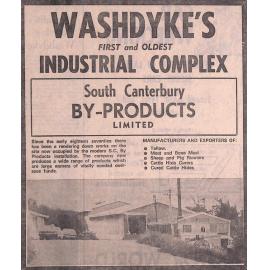 WASHDYKE'S
FIRST and OLDEST
INDUSTRIAL COMPLEX
South Canterbury
BY-PRODUCTS
LIMITED
Since the early eighteen seventies there
has been a rendering down works on the
site now occupied by the modern S.C. By
Products installation. The company now
produces a wide range of products which
are large earners of vitally needed over-
seas funds.
MANUFACTURERS AND EXPORTERS OF:
● Tallow.
● Meat and Bone Meal
● Sheep and Pig Runners
● Cattle Hide Centre
● Cured Cattle Hides